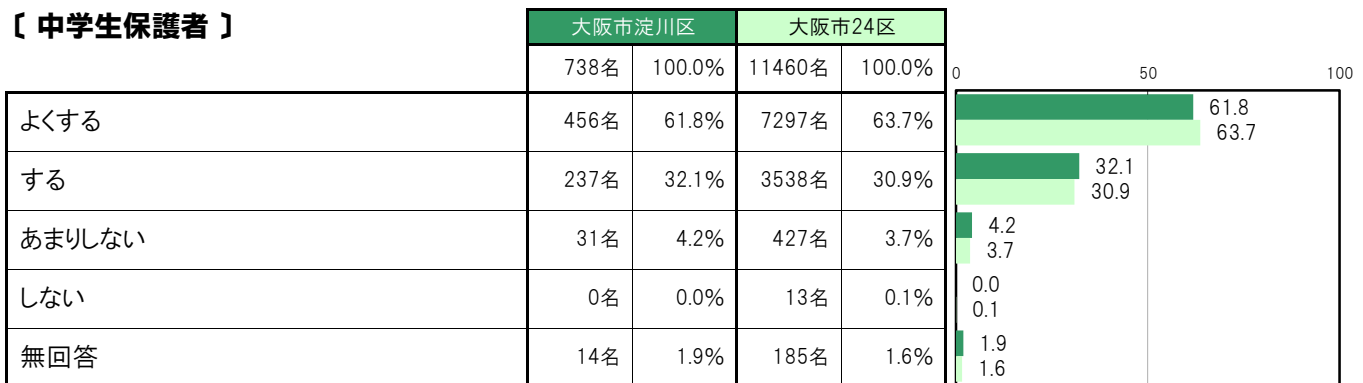 〔 中学生保護者 〕
大阪市淀川区 大阪市24区
738名 100.0% 11460名 100.0%
0 50 100
よくする 456名 61.8% 7297名 63.7%
61.8
63.7
する 237名 32.1% 3538名 30.9%
32.1
30.9
あまりしない 31名 4.2% 427名 3.7%
4.2
3.7
しない 0名 0.0% 13名 0.1%
0.0
0.1
無回答 14名 1.9% 185名 1.6%
1.9
1.6